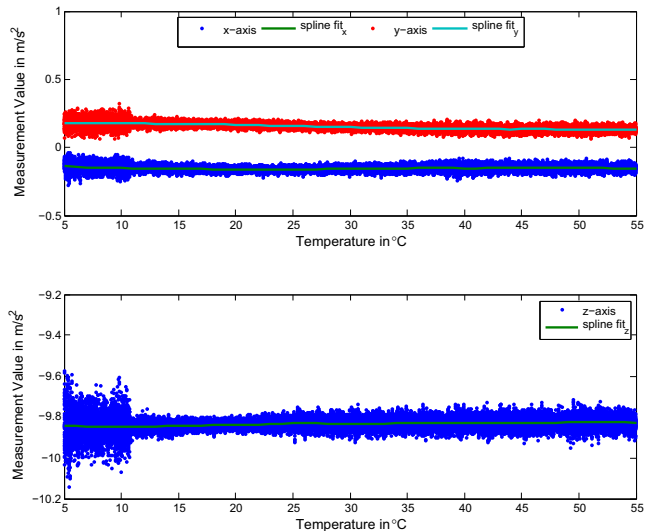 x−axis spline fit_x y−axis spline fit_y
1
0.5
0
−0.5
Measurement Value in m/s²
5 10 15 20 25 30 35 40 45 50 55
Temperature in °C
−9.2
−9.4
−9.6
−9.8
−10
−10.2
Measurement Value in m/s²
z−axis
spline fit_z
5 10 15 20 25 30 35 40 45 50 55
Temperature in °C